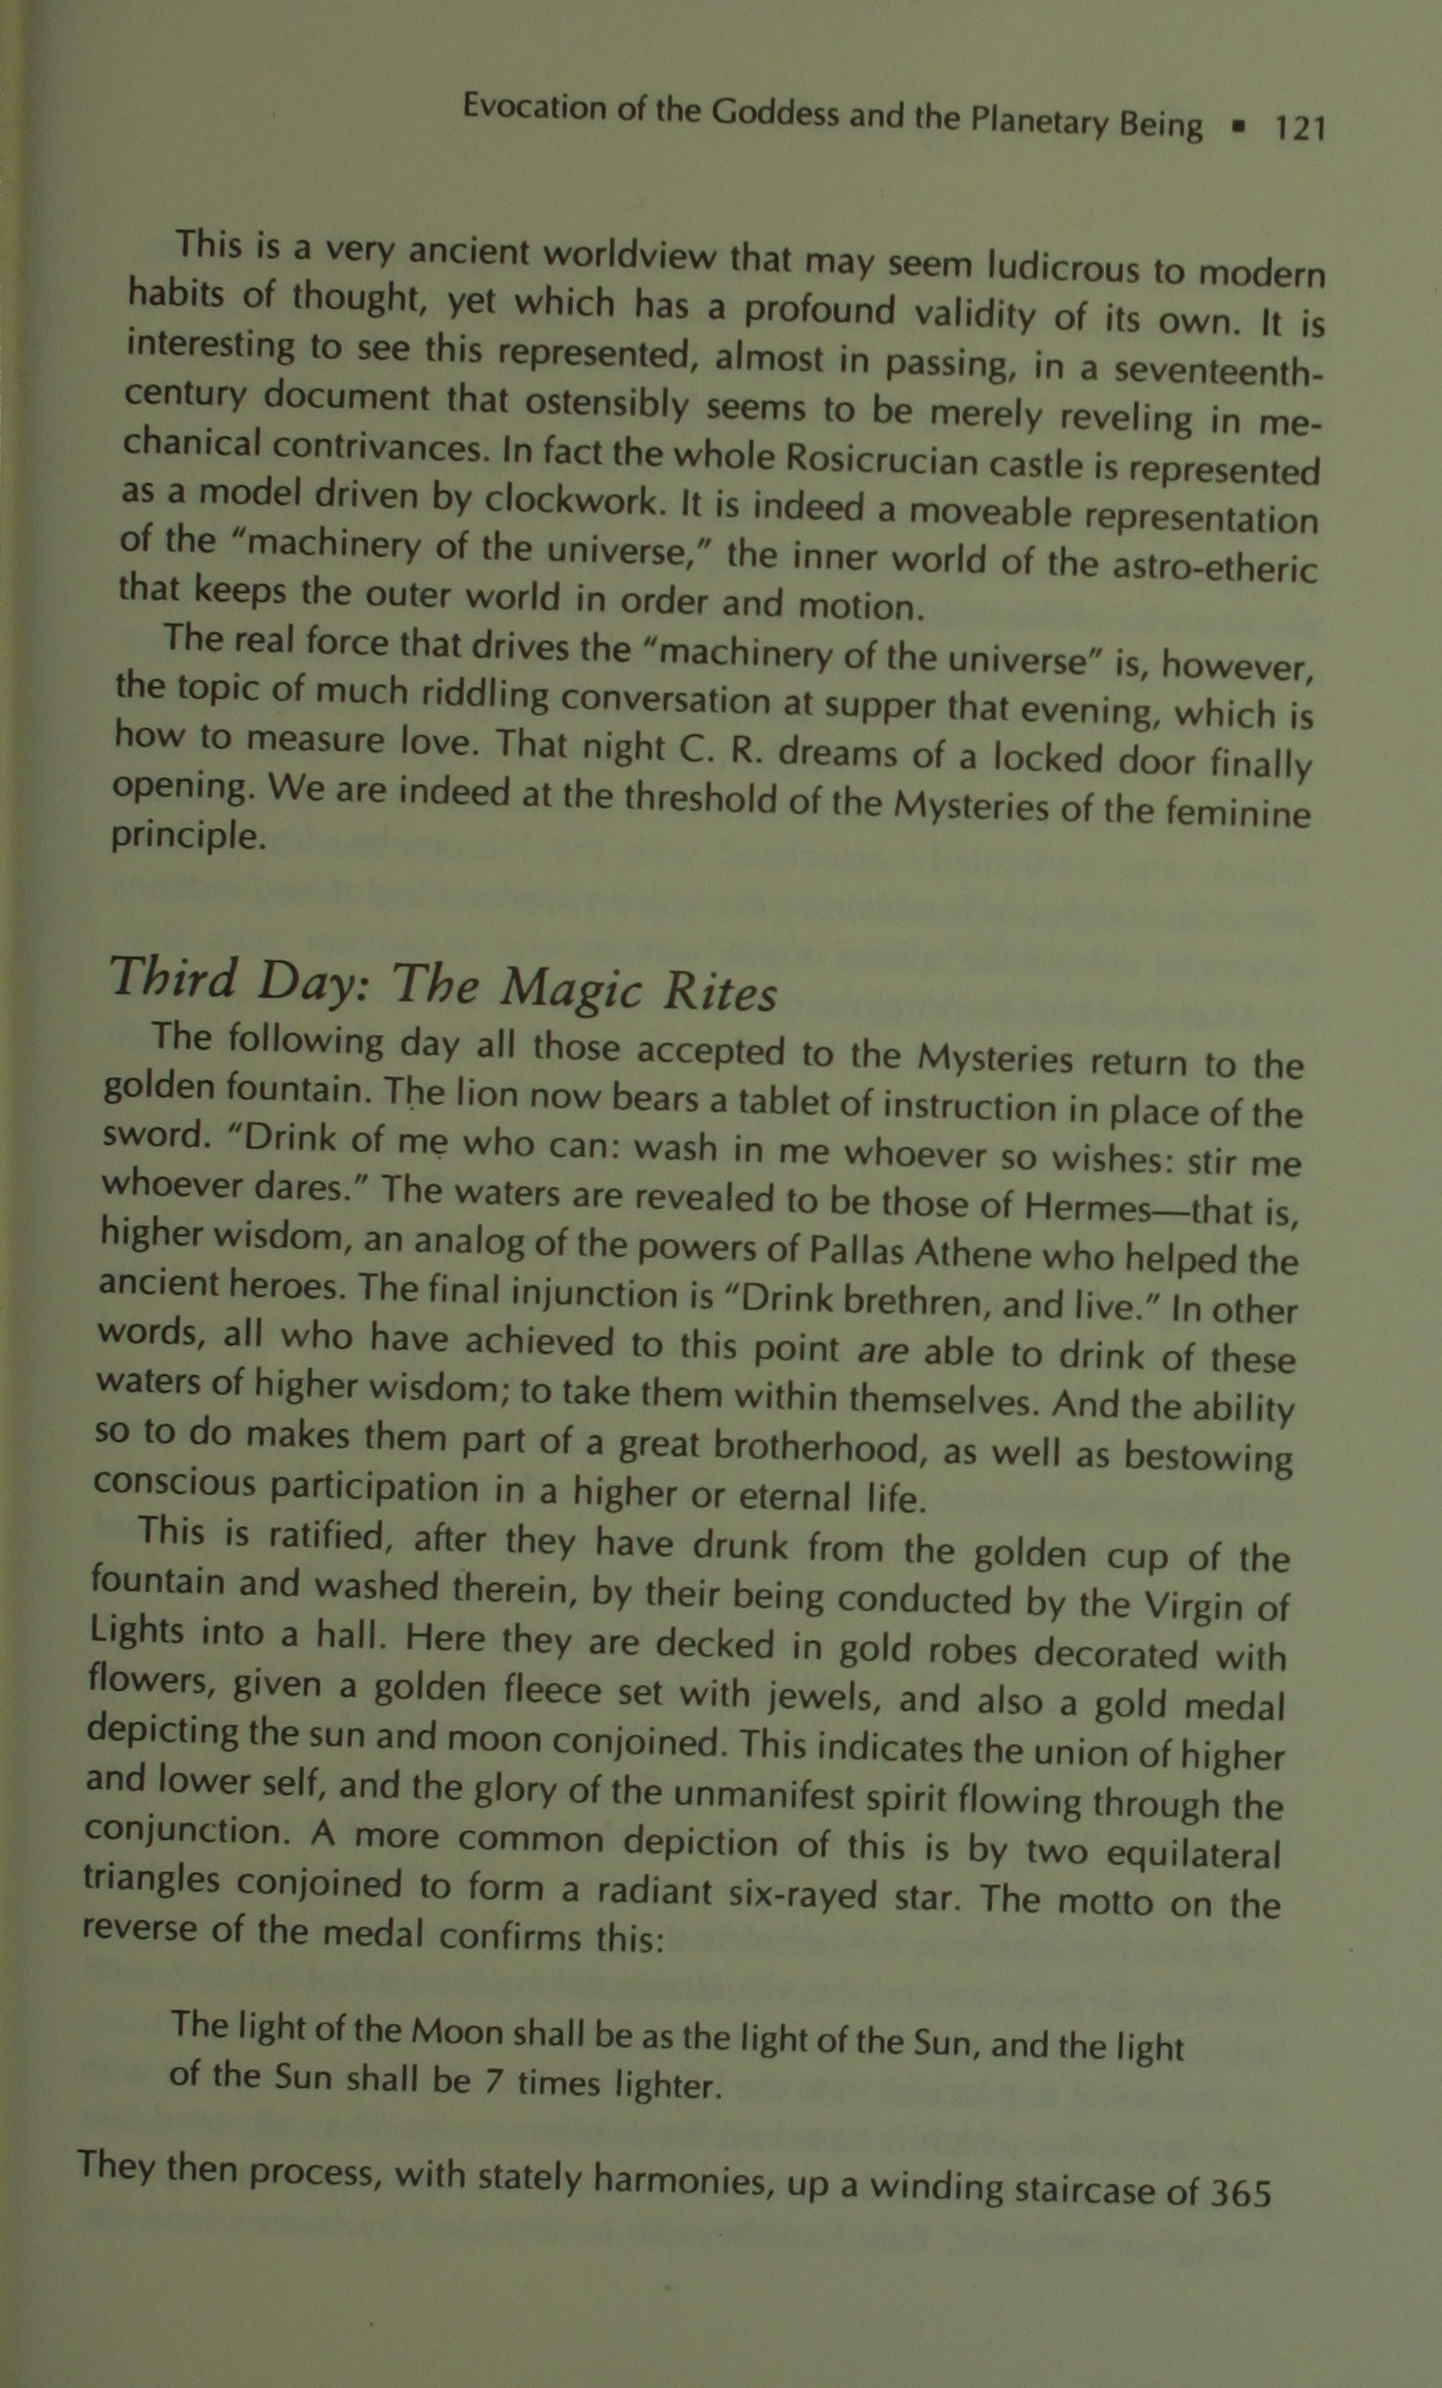 Evocation of the Goddess and the Planetary Being ▪ 121
This is a very ancient worldview that may seem ludicrous to modern
habits of thought, yet which has a profound validity of its own. It is
interesting to see this represented, almost in passing, in a seventeenth-
century document that ostensibly seems to be merely reveling in me-
chanical contrivances. In fact the whole Rosicrucian castle is represented
as a model driven by clockwork. It is indeed a moveable representation
of the “machinery of the universe,” the inner world of the astro-etheric
that keeps the outer world in order and motion.
The real force that drives the “machinery of the universe” is, however,
the topic of much riddling conversation at supper that evening, which is
how to measure love. That night C. R. dreams of a locked door finally
opening. We are indeed at the threshold of the Mysteries of the feminine
principle.
Third Day: The Magic Rites
The following day all those accepted to the Mysteries return to the
golden fountain. The lion now bears a tablet of instruction in place of the
sword. “Drink of me who can: wash in me whoever so wishes: stir me
whoever dares.” The waters are revealed to be those of Hermes—that is,
higher wisdom, an analog of the powers of Pallas Athene who helped the
ancient heroes. The final injunction is “Drink brethren, and live.” In other
words, all who have achieved to this point are able to drink of these
waters of higher wisdom; to take them within themselves. And the ability
so to do makes them part of a great brotherhood, as well as bestowing
conscious participation in a higher or eternal life.
This is ratified, after they have drunk from the golden cup of the
fountain and washed therein, by their being conducted by the Virgin of
Lights into a hall. Here they are decked in gold robes decorated with
flowers, given a golden fleece set with jewels, and also a gold medal
depicting the sun and moon conjoined. This indicates the union of higher
and lower self, and the glory of the unmanifest spirit flowing through the
conjunction. A more common depiction of this is by two equilateral
triangles conjoined to form a radiant six-rayed star. The motto on the
reverse of the medal confirms this:
The light of the Moon shall be as the light of the Sun, and the light
of the Sun shall be 7 times lighter.
They then process, with stately harmonies, up a winding staircase of 365